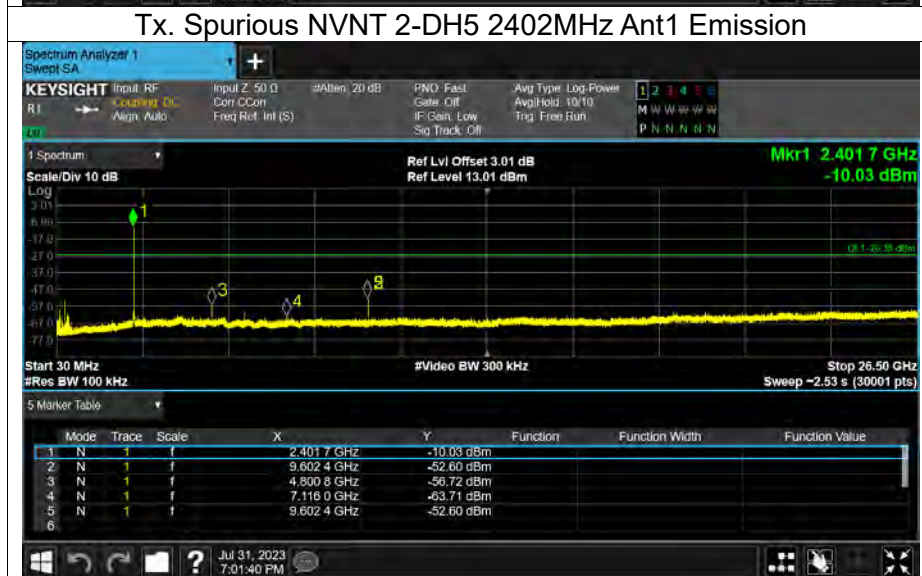 Tx. Spurious NVNT 2-DH5 2402MHz Ant1 Emission
Spectrum Analyzer 1
Swept SA
+
KEYSIGHT Input: RF Input Z: 50 Ω #Atten: 20 dB PNO: Fast Avg Type: Log-Power 1 2 3 4 5 6
R1 Coupling: DC Corr CCorr Gate: Off Avg|Hold: 10/10 M W W W W W
Align: Auto Freq Ref: Int (S) IF Gain: Low Trig: Free Run
Sig Track: Off P N N N N N
1 Spectrum Ref Lvl Offset 3.01 dB Mkr1 2.401 7 GHz
Scale/Div 10 dB Ref Level 13.01 dBm -10.03 dBm
Log
3.01
1
-6.99
-17.0
-27.0
-37.0
-47.0
3
4
-57.0
-67.0
-77.0
Start 30 MHz #Video BW 300 kHz Stop 26.50 GHz
#Res BW 100 kHz Sweep ~2.53 s (30001 pts)
5 Marker Table
Mode Trace Scale X Y Function Function Width Function Value
1 N 1 f 2.401 7 GHz -10.03 dBm
2 N 1 f 9.602 4 GHz -52.60 dBm
3 N 1 f 4.800 8 GHz -56.72 dBm
4 N 1 f 7.116 0 GHz -63.71 dBm
5 N 1 f 9.602 4 GHz -52.60 dBm
6
? Jul 31, 2023
7:01:40 PM